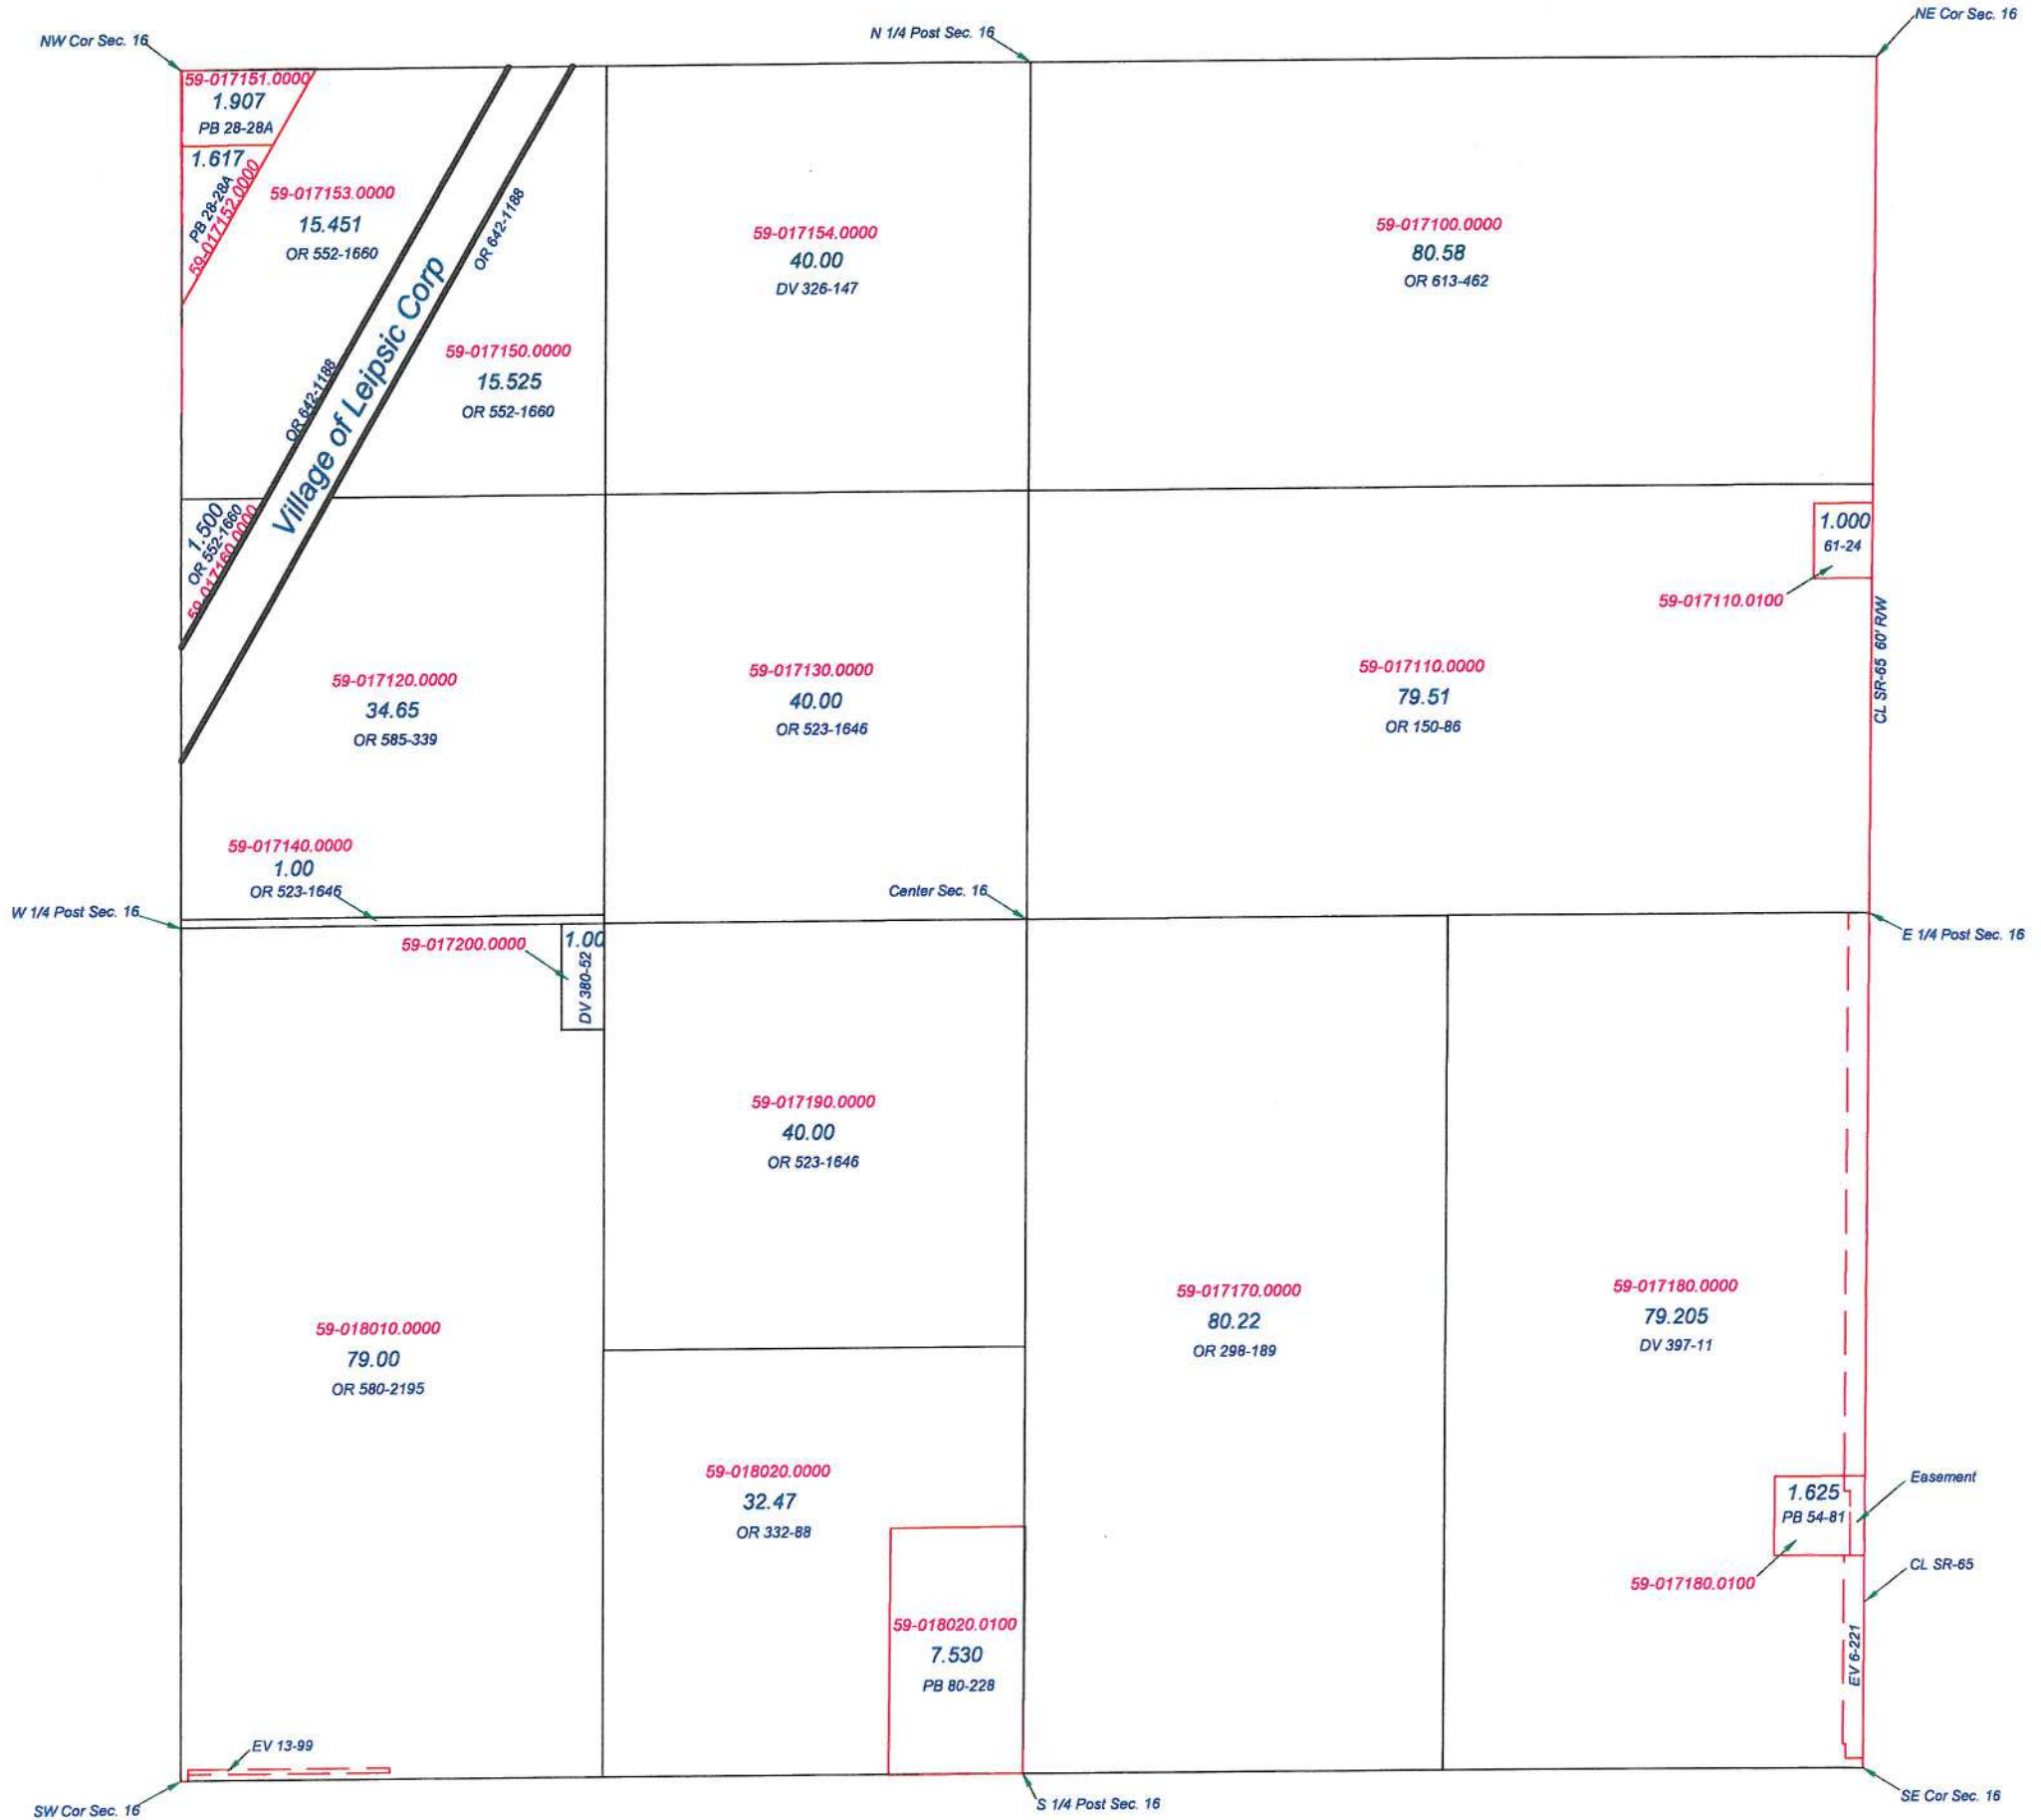 NW Cor Sec. 16
N 1/4 Post Sec. 16
NE Cor Sec. 16
59-017151.0000
1.907
PB 28-28A
1.617
PB 28-28A
59-017152.0000
59-017153.0000
15.451
OR 552-1660
OR 642-1188
Village of Leipsic Corp
OR 642-1188
59-017150.0000
15.525
OR 552-1660
59-017154.0000
40.00
DV 326-147
59-017100.0000
80.58
OR 613-462
1.500
OR 552-1660
59-017160.0000
1.000
61-24
59-017110.0100
CL SR-65 60' R/W
59-017120.0000
34.65
OR 585-339
59-017130.0000
40.00
OR 523-1646
59-017110.0000
79.51
OR 150-86
59-017140.0000
1.00
OR 523-1646
W 1/4 Post Sec. 16
Center Sec. 16
E 1/4 Post Sec. 16
59-017200.0000
1.00
DV 380-52
59-017190.0000
40.00
OR 523-1646
59-018010.0000
79.00
OR 580-2195
59-017170.0000
80.22
OR 298-189
59-017180.0000
79.205
DV 397-11
59-018020.0000
32.47
OR 332-88
1.625
PB 54-81
Easement
59-017180.0100
CL SR-65
59-018020.0100
7.530
PB 80-228
EV 6-221
EV 13-99
SW Cor Sec. 16
S 1/4 Post Sec. 16
SE Cor Sec. 16